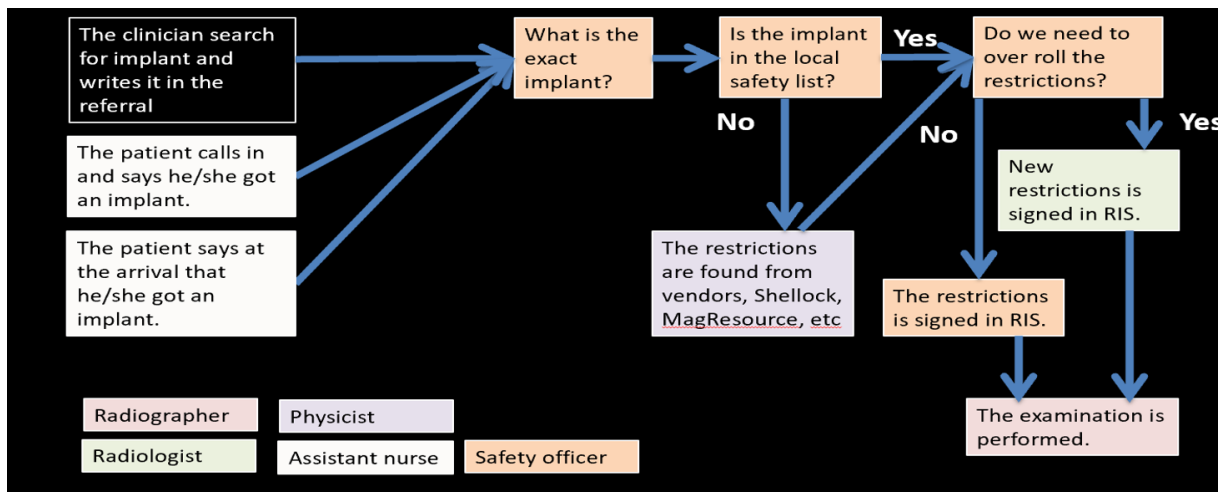 The clinician search
for implant and
writes it in the
referral
The patient calls in
and says he/she got
an implant.
The patient says at
the arrival that
he/she got an
implant.
What is the
exact
implant?
Is the implant
in the local
safety list?
Yes
No
Do we need to
over roll the
restrictions?
Yes
No
New
restrictions is
signed in RIS.
The restrictions
are found from
vendors, Shellock,
MagResource, etc
The restrictions
is signed in RIS.
The examination is
performed.
Radiographer
Physicist
Radiologist
Assistant nurse
Safety officer